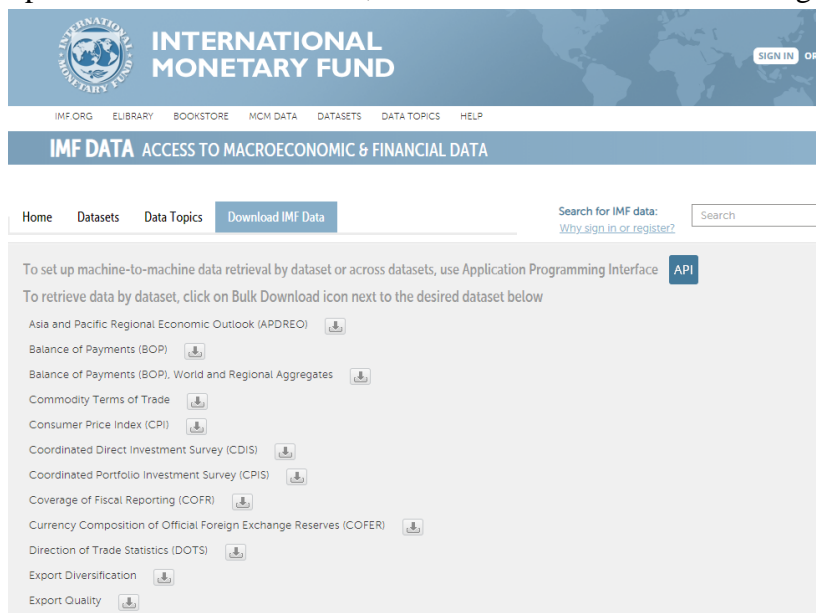 INTERNATIONAL
MONETARY FUND
SIGN IN
IMF.ORG ELIBRARY BOOKSTORE MCM DATA DATASETS DATA TOPICS HELP
IMF DATA ACCESS TO MACROECONOMIC & FINANCIAL DATA
Home Datasets Data Topics Download IMF Data Search for IMF data: Search
Why sign in or register?
To set up machine-to-machine data retrieval by dataset or across datasets, use Application Programming Interface API
To retrieve data by dataset, click on Bulk Download icon next to the desired dataset below
Asia and Pacific Regional Economic Outlook (APDREO)
Balance of Payments (BOP)
Balance of Payments (BOP), World and Regional Aggregates
Commodity Terms of Trade
Consumer Price Index (CPI)
Coordinated Direct Investment Survey (CDIS)
Coordinated Portfolio Investment Survey (CPIS)
Coverage of Fiscal Reporting (COFR)
Currency Composition of Official Foreign Exchange Reserves (COFER)
Direction of Trade Statistics (DOTS)
Export Diversification
Export Quality